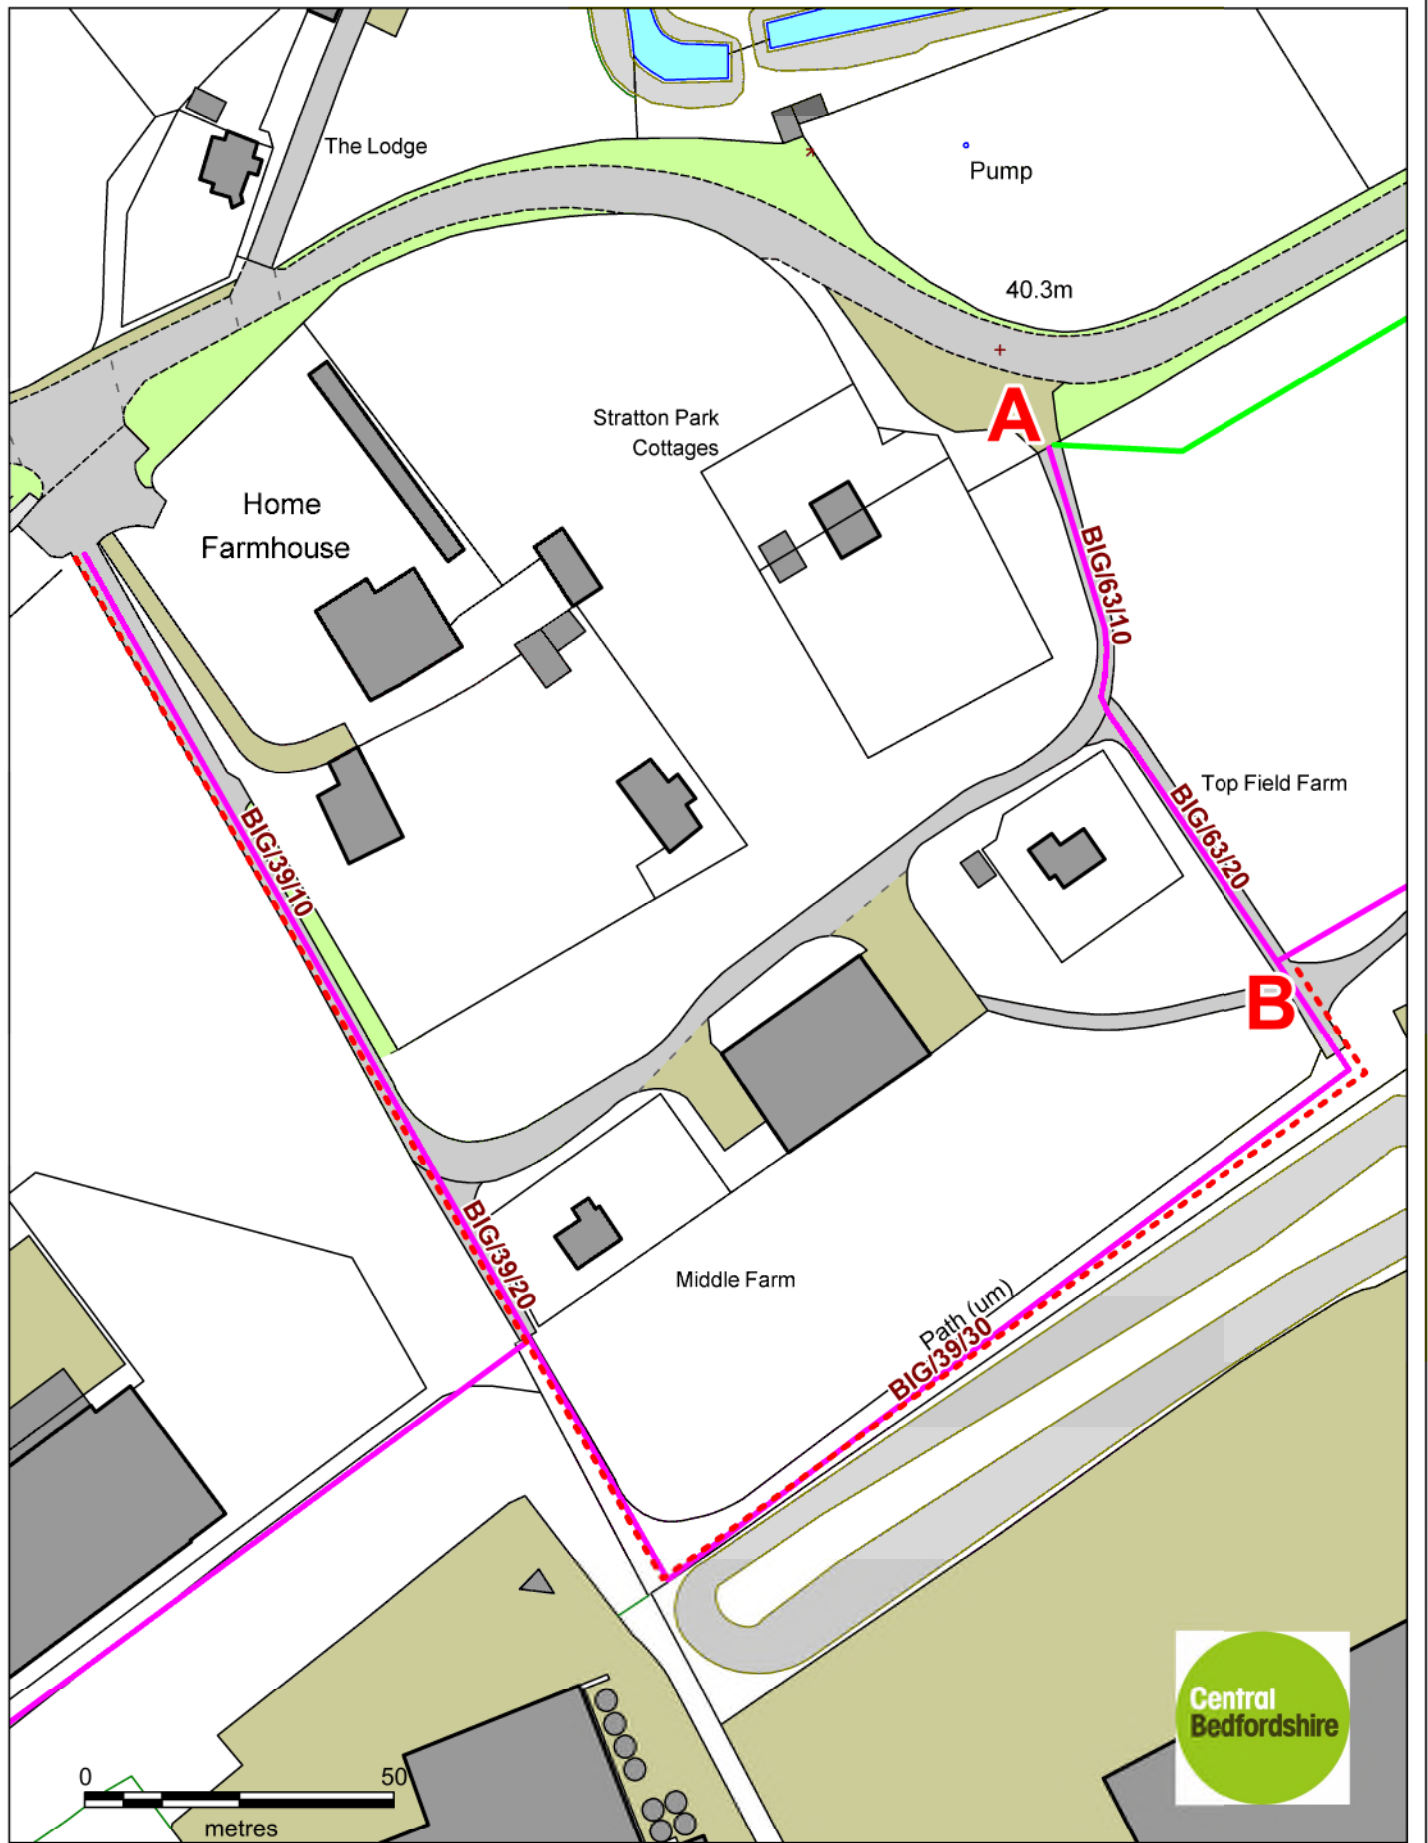 The Lodge
Pump
40.3m
A
Stratton Park
Cottages
Home
Farmhouse
BIG/63/10
Top Field Farm
BIG/63/20
BIG/39/10
B
BIG/39/20
Middle Farm
Path (um)
BIG/39/30
Central
Bedfordshire
0 50
metres